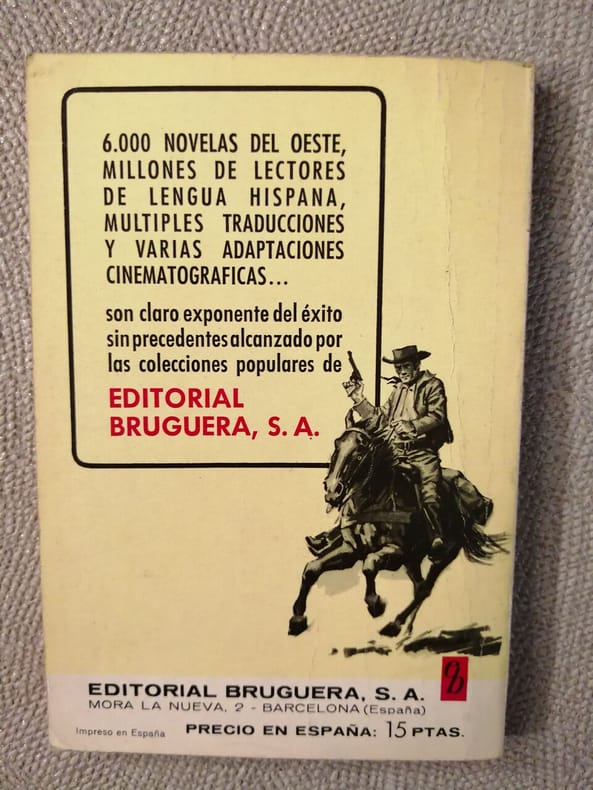 6.000 NOVELAS DEL OESTE,
MILLONES DE LECTORES
DE LENGUA HISPANA,
MULTIPLES TRADUCCIONES
Y VARIAS ADAPTACIONES
CINEMATOGRAFICAS...
son claro exponente del éxito
sin precedentes alcanzado por
las colecciones populares de
EDITORIAL
BRUGUERA, S. A.
EDITORIAL BRUGUERA, S. A.
MORA LA NUEVA, 2 - BARCELONA (España)
Impreso en España PRECIO EN ESPAÑA: 15 PTAS.